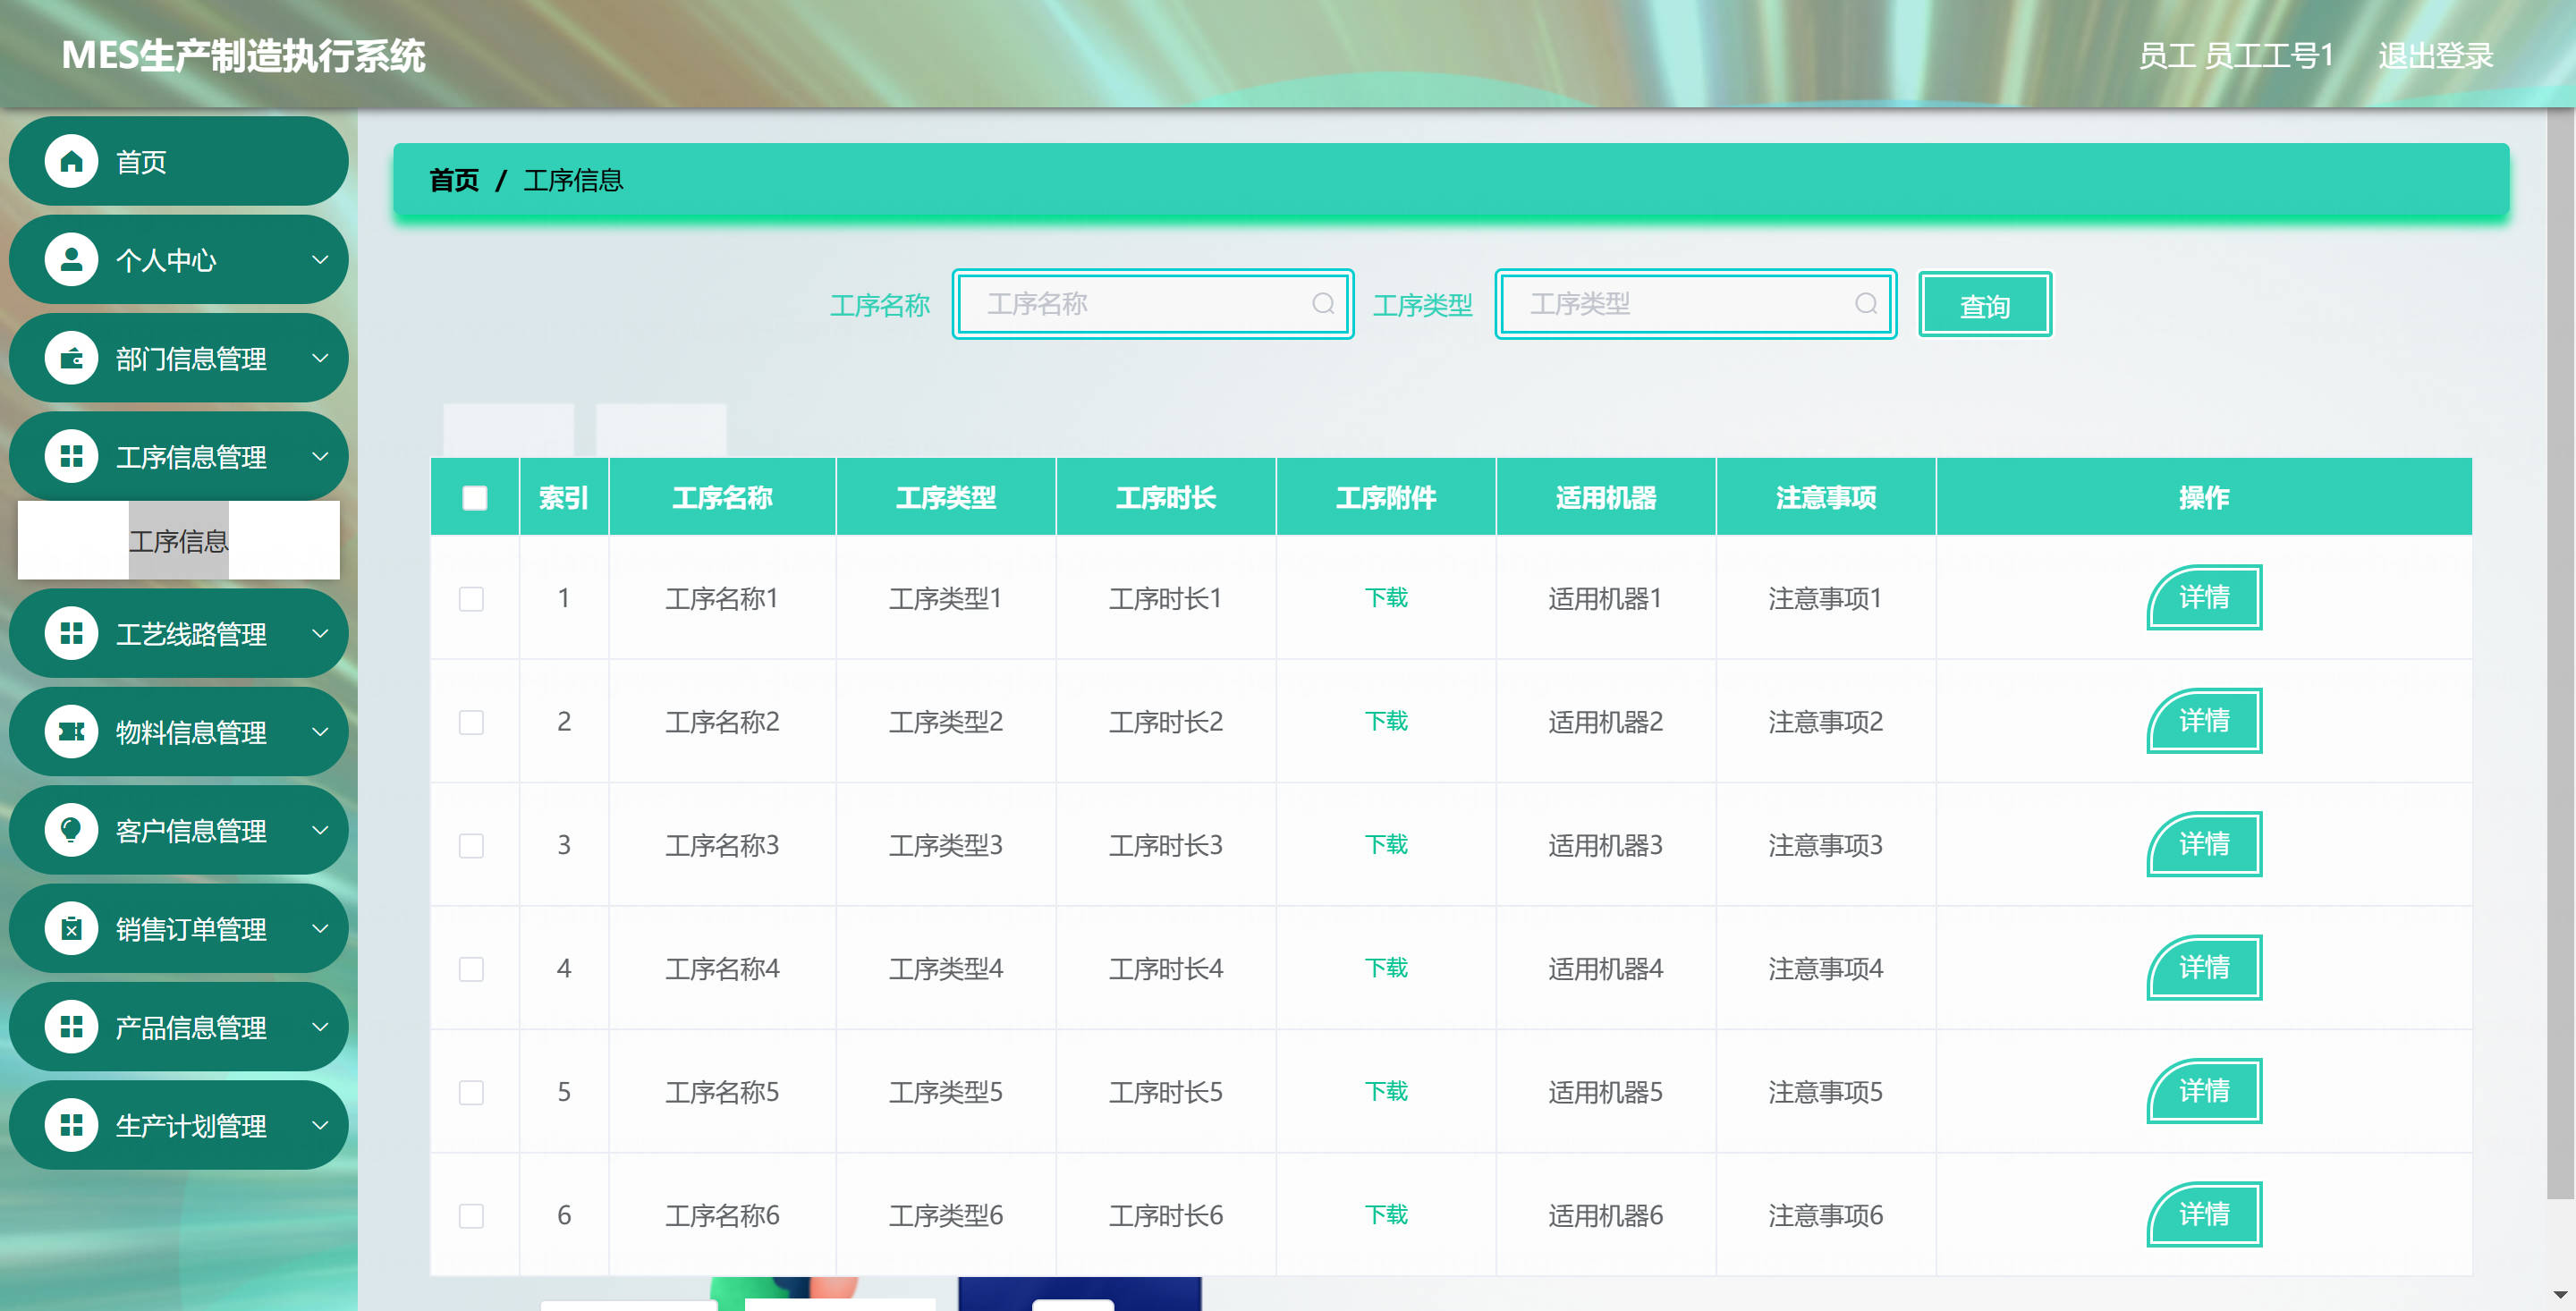 MES生产制造执行系统
员工 员工工号1 退出登录
首页
个人中心
部门信息管理
工序信息管理
工序信息
工艺线路管理
物料信息管理
客户信息管理
销售订单管理
产品信息管理
生产计划管理
首页 / 工序信息
工序名称 工序名称 工序类型 工序类型 查询
索引 工序名称 工序类型 工序时长 工序附件 适用机器 注意事项 操作
1 工序名称1 工序类型1 工序时长1 下载 适用机器1 注意事项1 详情
2 工序名称2 工序类型2 工序时长2 下载 适用机器2 注意事项2 详情
3 工序名称3 工序类型3 工序时长3 下载 适用机器3 注意事项3 详情
4 工序名称4 工序类型4 工序时长4 下载 适用机器4 注意事项4 详情
5 工序名称5 工序类型5 工序时长5 下载 适用机器5 注意事项5 详情
6 工序名称6 工序类型6 工序时长6 下载 适用机器6 注意事项6 详情